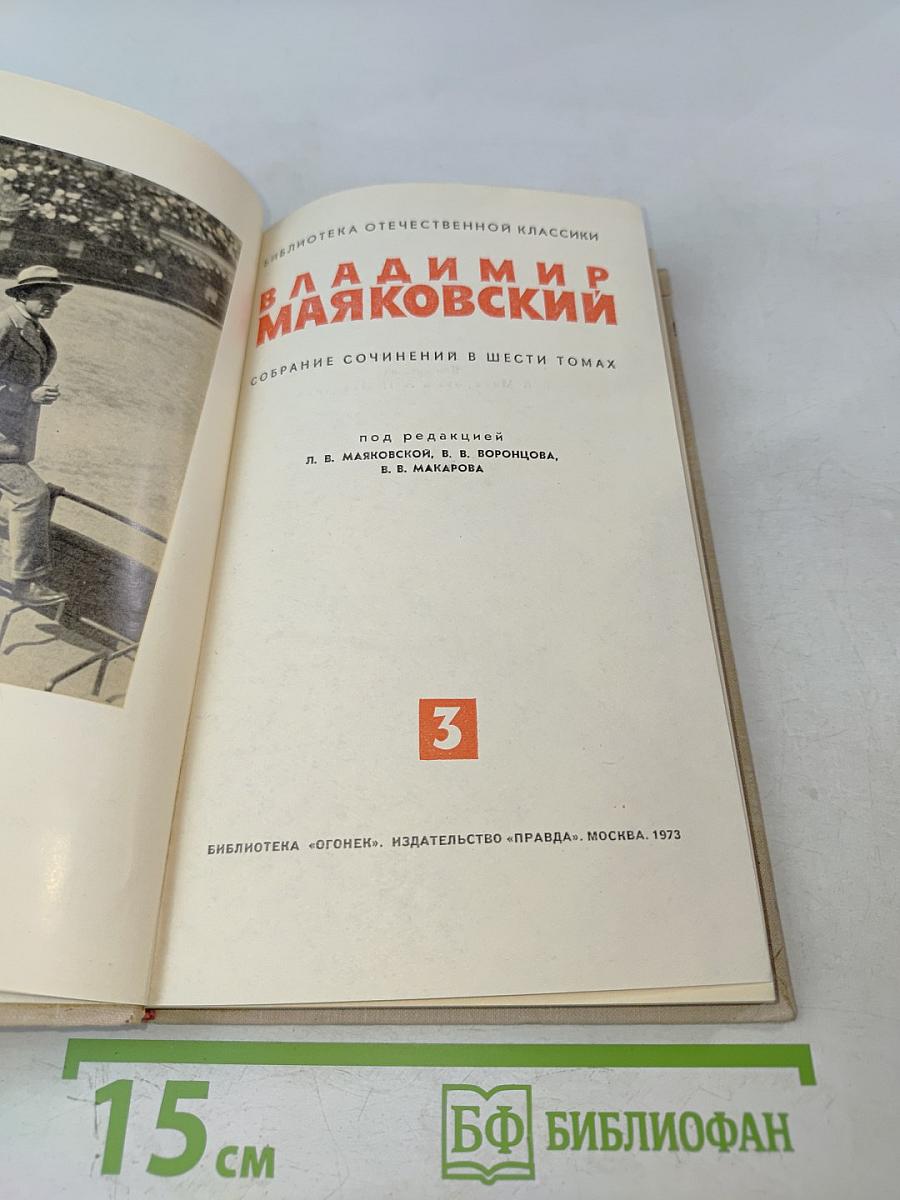 БИБЛИОТЕКА ОТЕЧЕСТВЕННОЙ КЛАССИКИ
ВЛАДИМИР
МАЯКОВСКИЙ
СОБРАНИЕ СОЧИНЕНИЙ В ШЕСТИ ТОМАХ
под редакцией
Л. В. МАЯКОВСКОЙ, В. В. ВОРОНЦОВА,
В. В. МАКАРОВА
3
БИБЛИОТЕКА «ОГОНЕК». ИЗДАТЕЛЬСТВО «ПРАВДА». МОСКВА. 1973
15 см
БФ БИБЛИОФАН